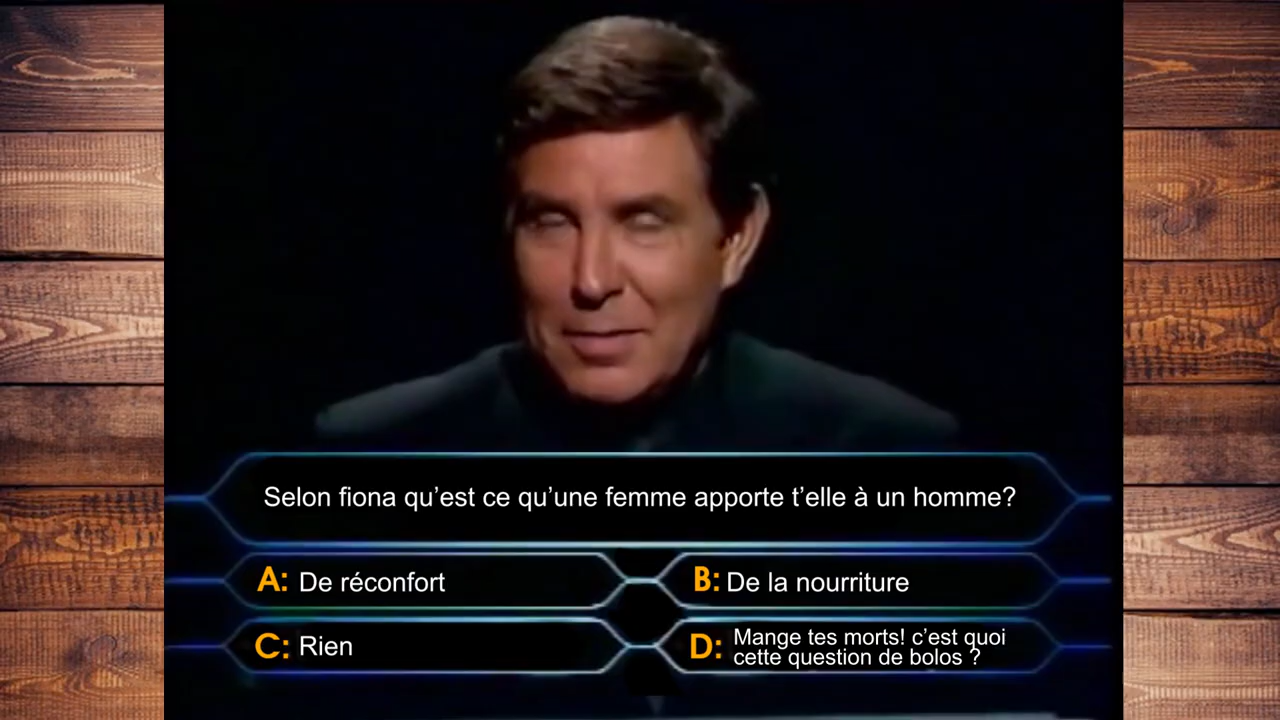 Selon fiona qu’est ce qu’une femme apporte t’elle à un homme?
A: De réconfort
B: De la nourriture
C: Rien
D: Mange tes morts! c’est quoi
cette question de bolos ?